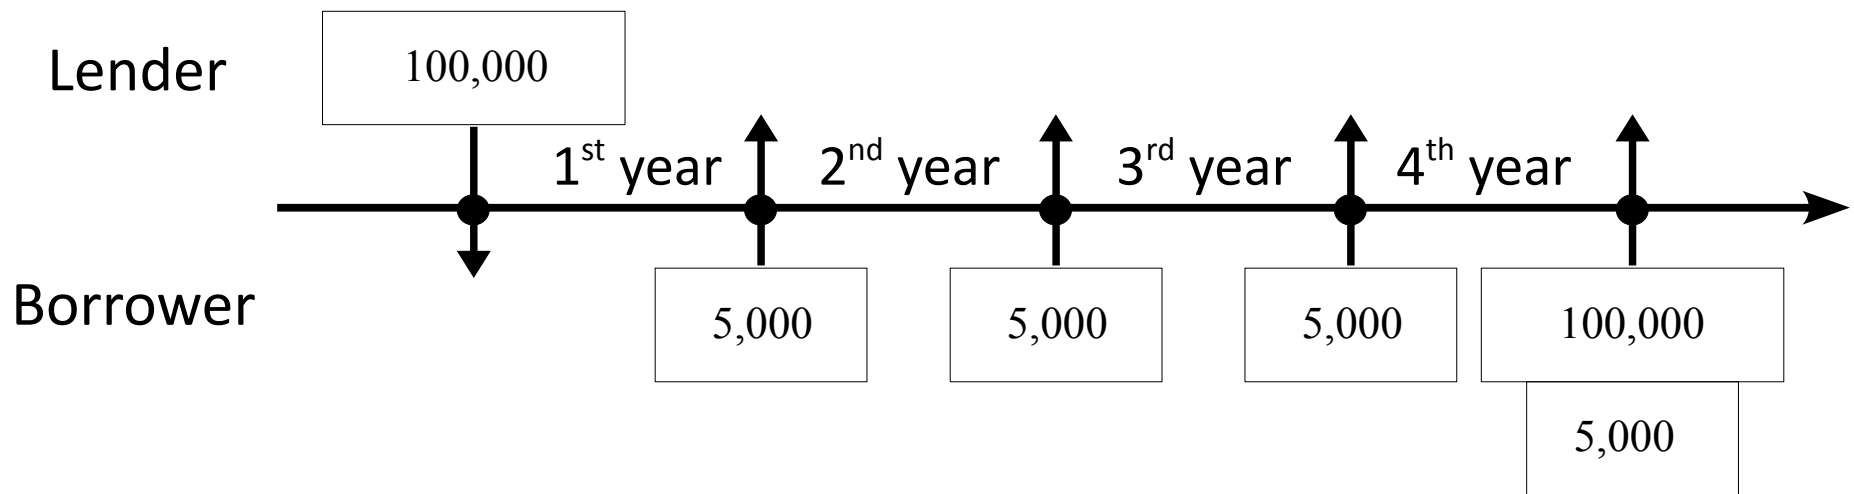 Lender
100,000
1st year
2nd year
3rd year
4th year
Borrower
5,000
5,000
5,000
100,000
5,000